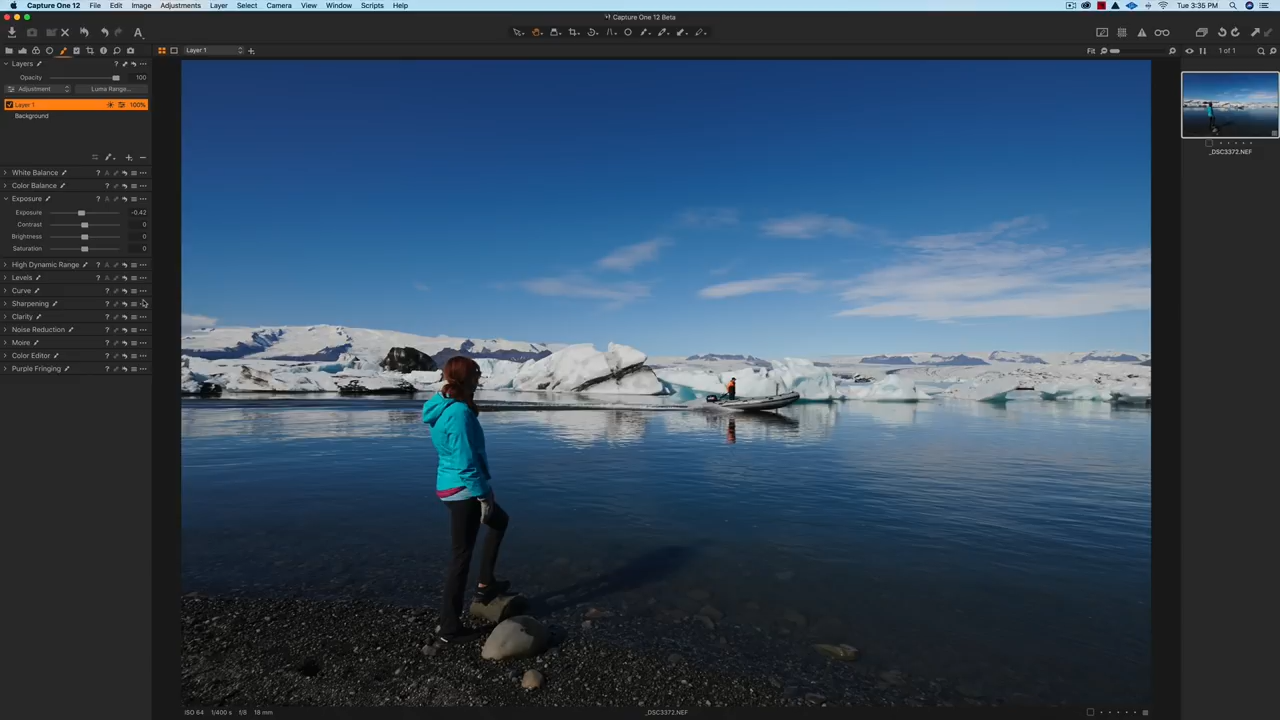 Capture One 12 File Edit Image Adjustments Layer Select Camera View Window Scripts Help Tue 3:35 PM
Capture One 12 Beta
A
Layer 1 + Fit 1 of 1
Layers ?
Opacity 100
Adjustment Luma Range...
Layer 1 100%
Background
White Balance ? A
Color Balance ?
Exposure ? A
Exposure -0.42
Contrast 0
Brightness 0
Saturation 0
High Dynamic Range ? A
Levels ? A
Curve ?
Sharpening ?
Clarity ?
Noise Reduction ?
Moire ?
Color Editor ?
Purple Fringing ?
_DSC3372.NEF
ISO 64 1/400 s f/8 18 mm _DSC3372.NEF